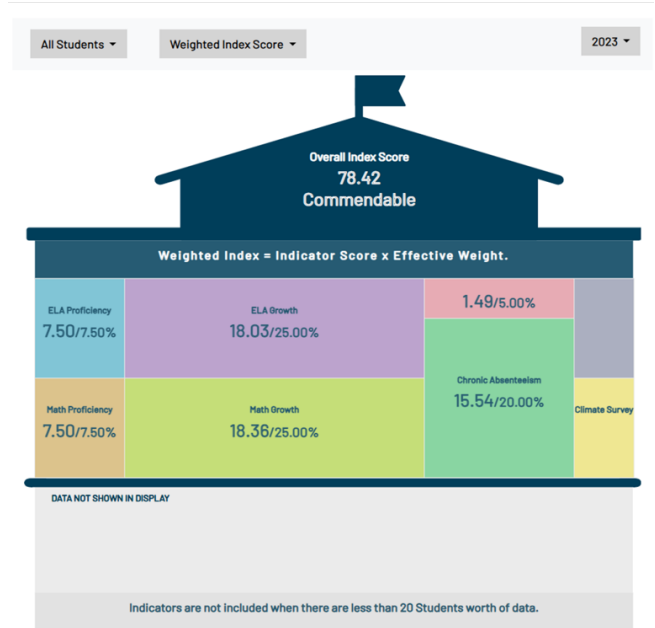 All Students
Weighted Index Score
2023
Overall Index Score
78.42
Commendable
Weighted Index = Indicator Score x Effective Weight.
ELA Proficiency
7.50/7.50%
ELA Growth
18.03/25.00%
1.49/5.00%
Math Proficiency
7.50/7.50%
Math Growth
18.36/25.00%
Chronic Absenteeism
15.54/20.00%
Climate Survey
DATA NOT SHOWN IN DISPLAY
Indicators are not included when there are less than 20 Students worth of data.